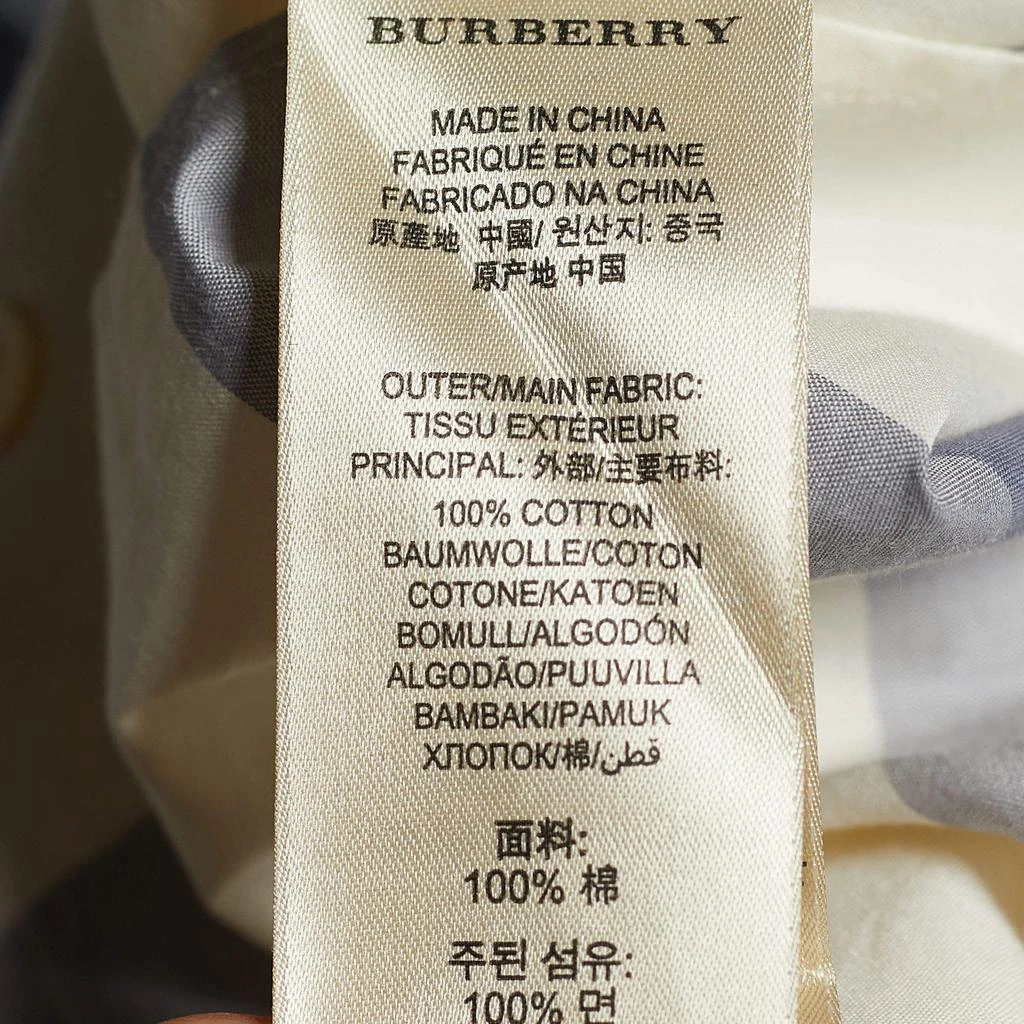 BURBERRY
MADE IN CHINA
FABRIQUÉ EN CHINE
FABRICADO NA CHINA
原產地 中國/ 원산지: 중국
原产地 中国
OUTER/MAIN FABRIC:
TISSU EXTÉRIEUR
PRINCIPAL: 外部/主要布料:
100% COTTON
BAUMWOLLE/COTON
COTONE/KATOEN
BOMULL/ALGODÓN
ALGODÃO/PUUVILLA
BAMBAKI/PAMUK
ХЛОПОК/棉/قطن
面料:
100% 棉
주된 섬유:
100% 면